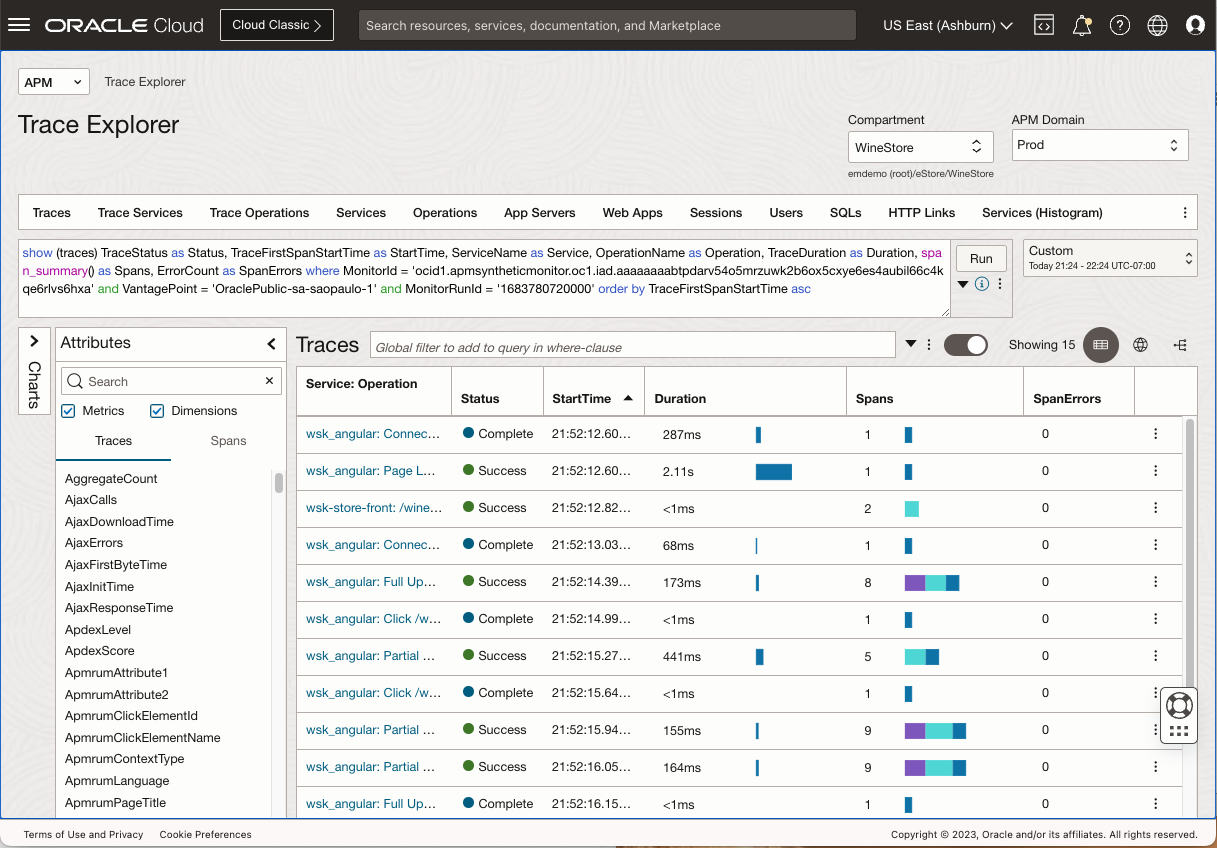 ORACLE Cloud
Cloud Classic
Search resources, services, documentation, and Marketplace
US East (Ashburn)
APM
Trace Explorer
Trace Explorer
Compartment
WineStore
emdemo (root)/eStore/WineStore
APM Domain
Prod
Traces Trace Services Trace Operations Services Operations App Servers Web Apps Sessions Users SQLs HTTP Links Services (Histogram)
show (traces) TraceStatus as Status, TraceFirstSpanStartTime as StartTime, ServiceName as Service, OperationName as Operation, TraceDuration as Duration, spa
n_summary() as Spans, ErrorCount as SpanErrors where MonitorId = 'ocid1.apmsyntheticmonitor.oc1.iad.aaaaaaaabtpdarv54o5mrzuwk2b6ox5cxye6es4aubil66c4k
qe6rlvs6hxa' and VantagePoint = 'OraclePublic-sa-saopaulo-1' and MonitorRunId = '1683780720000' order by TraceFirstSpanStartTime asc
Run
Custom
Today 21:24 - 22:24 UTC-07:00
Charts
Attributes
Search
Metrics Dimensions
Traces Spans
AggregateCount
AjaxCalls
AjaxDownloadTime
AjaxErrors
AjaxFirstByteTime
AjaxInitTime
AjaxResponseTime
ApdexLevel
ApdexScore
ApmrumAttribute1
ApmrumAttribute2
ApmrumClickElementId
ApmrumClickElementName
ApmrumContextType
ApmrumLanguage
ApmrumPageTitle
Traces
Global filter to add to query in where-clause
Showing 15
Service: Operation Status StartTime Duration Spans SpanErrors
wsk_angular: Connec... Complete 21:52:12.60... 287ms 1 0
wsk_angular: Page L... Success 21:52:12.60... 2.11s 1 0
wsk-store-front: /wine... Success 21:52:12.82... <1ms 2 0
wsk_angular: Connec... Complete 21:52:13.03... 68ms 1 0
wsk_angular: Full Up... Success 21:52:14.39... 173ms 8 0
wsk_angular: Click /w... Complete 21:52:14.99... <1ms 1 0
wsk_angular: Partial ... Success 21:52:15.27... 441ms 5 0
wsk_angular: Click /w... Complete 21:52:15.64... <1ms 1 0
wsk_angular: Partial ... Success 21:52:15.94... 155ms 9 0
wsk_angular: Partial ... Success 21:52:16.05... 164ms 9 0
wsk_angular: Full Up... Complete 21:52:16.15... <1ms 1 0
Terms of Use and Privacy Cookie Preferences
Copyright © 2023, Oracle and/or its affiliates. All rights reserved.